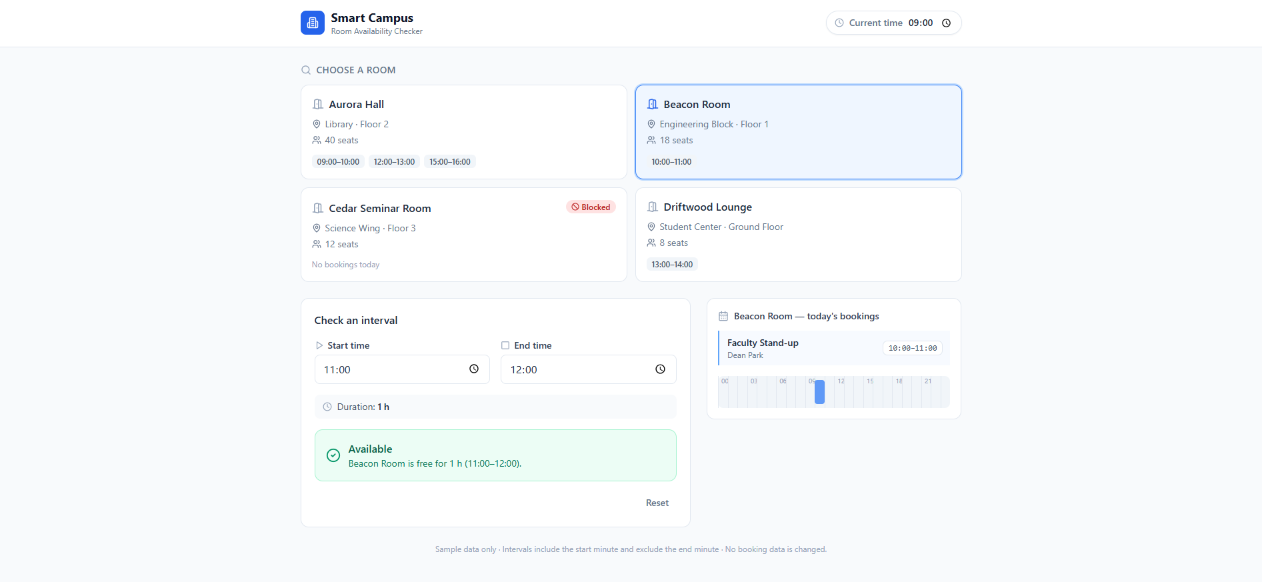 Smart Campus
Room Availability Checker
Current time 09:00
CHOOSE A ROOM
Aurora Hall
Library · Floor 2
40 seats
09:00–10:00 12:00–13:00 15:00–16:00
Beacon Room
Engineering Block · Floor 1
18 seats
10:00–11:00
Cedar Seminar Room
Blocked
Science Wing · Floor 3
12 seats
No bookings today
Driftwood Lounge
Student Center · Ground Floor
8 seats
13:00–14:00
Check an interval
Start time
End time
11:00
12:00
Duration: 1 h
Available
Beacon Room is free for 1 h (11:00–12:00).
Reset
Beacon Room — today's bookings
Faculty Stand-up
Dean Park
10:00–11:00
00 03 06 09 12 15 18 21
Sample data only · Intervals include the start minute and exclude the end minute · No booking data is changed.